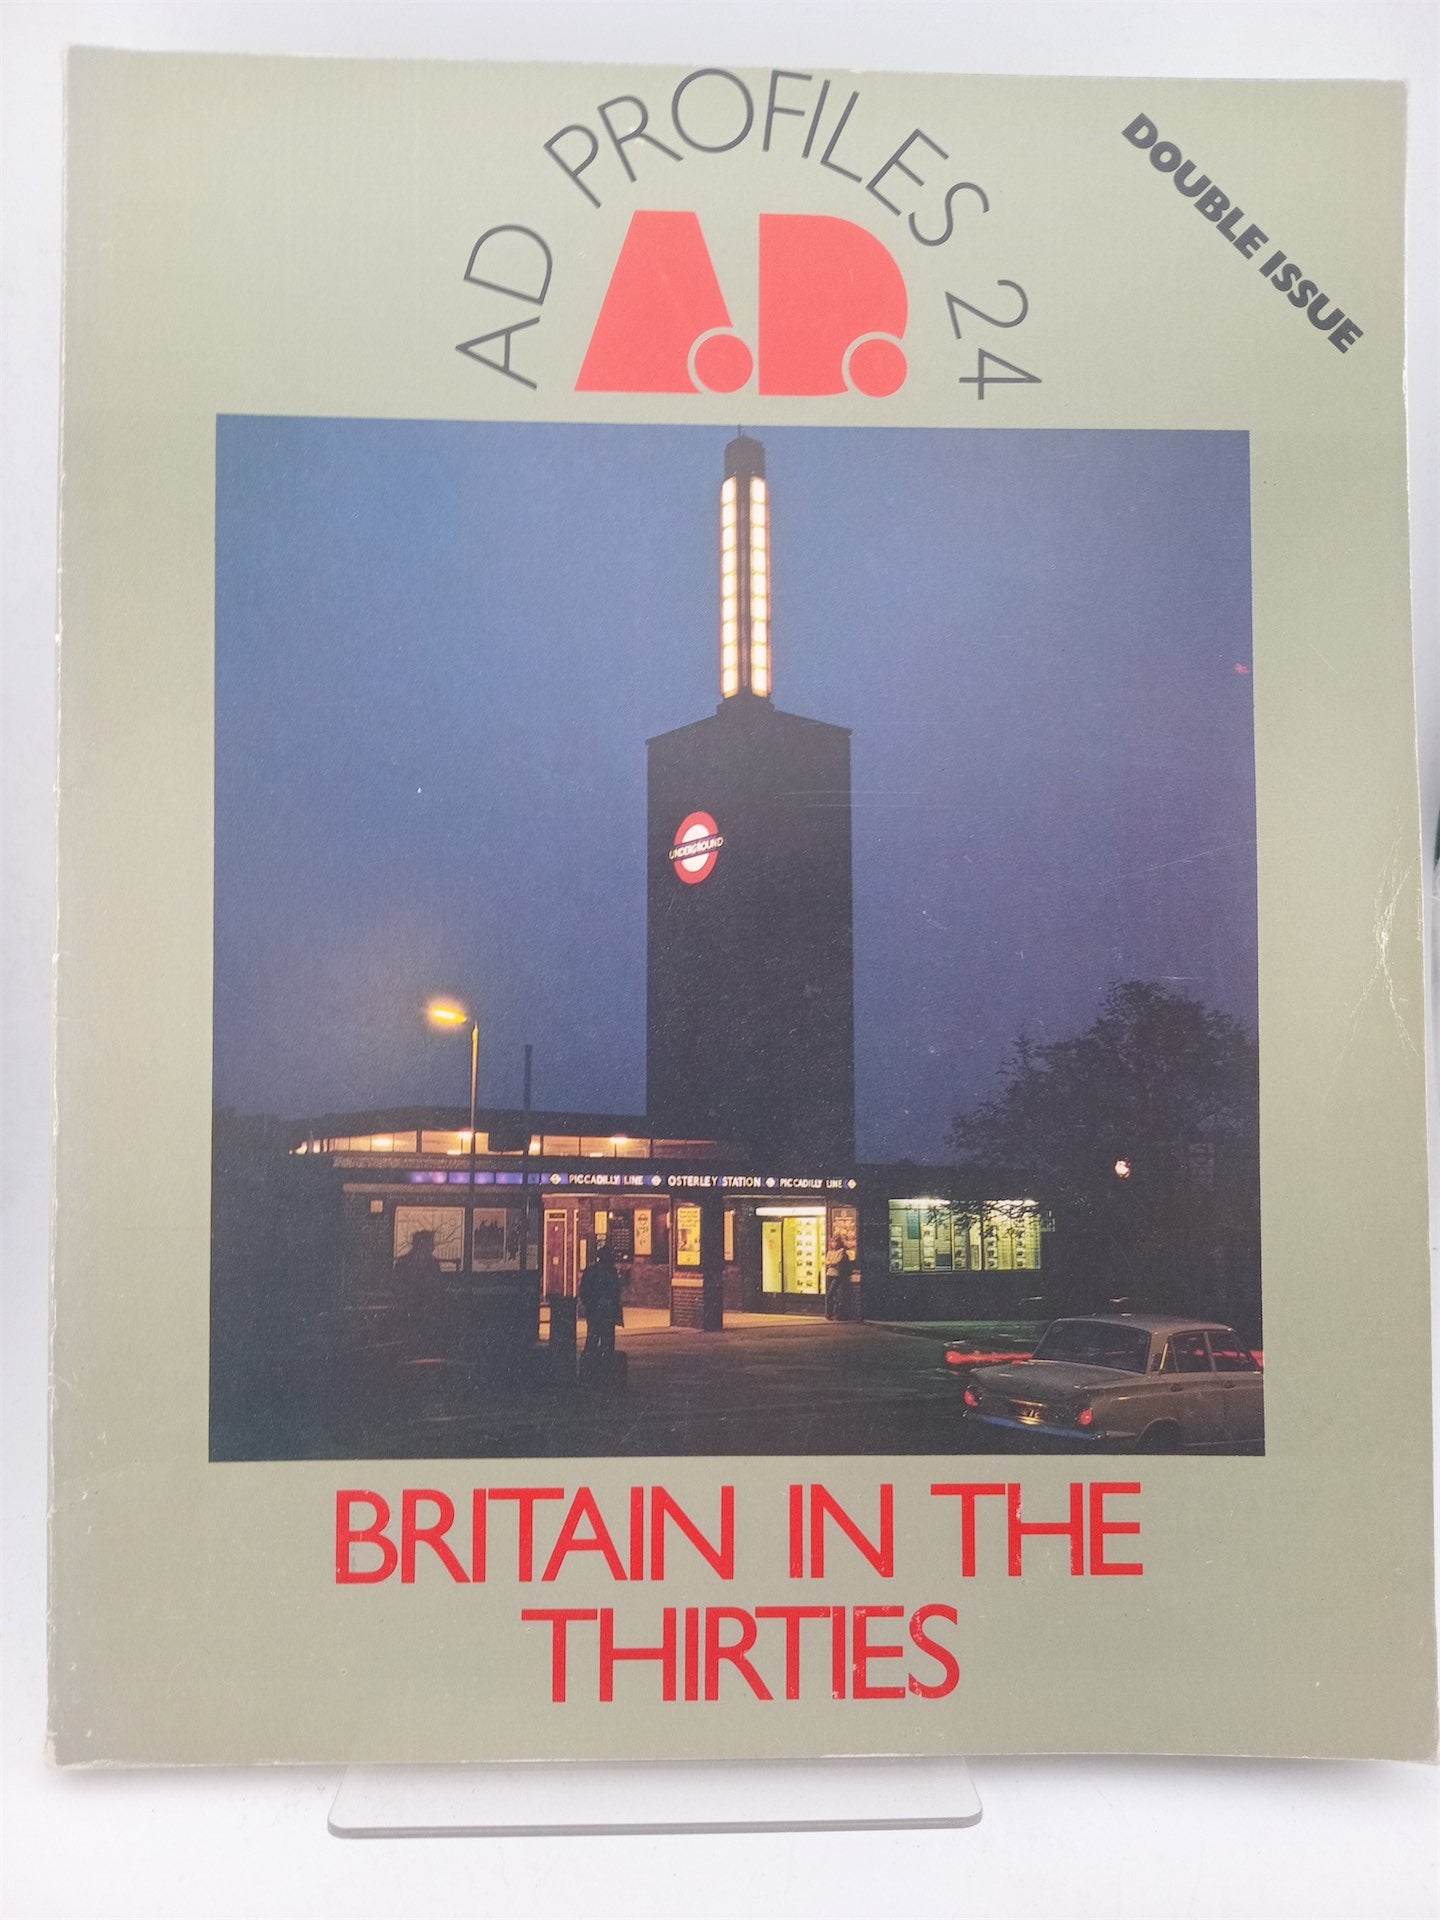 AD PROFILES 24
DOUBLE ISSUE
A.D.
UNDERGROUND
PICCADILLY LINE OSTERLEY STATION PICCADILLY LINE
BRITAIN IN THE
THIRTIES